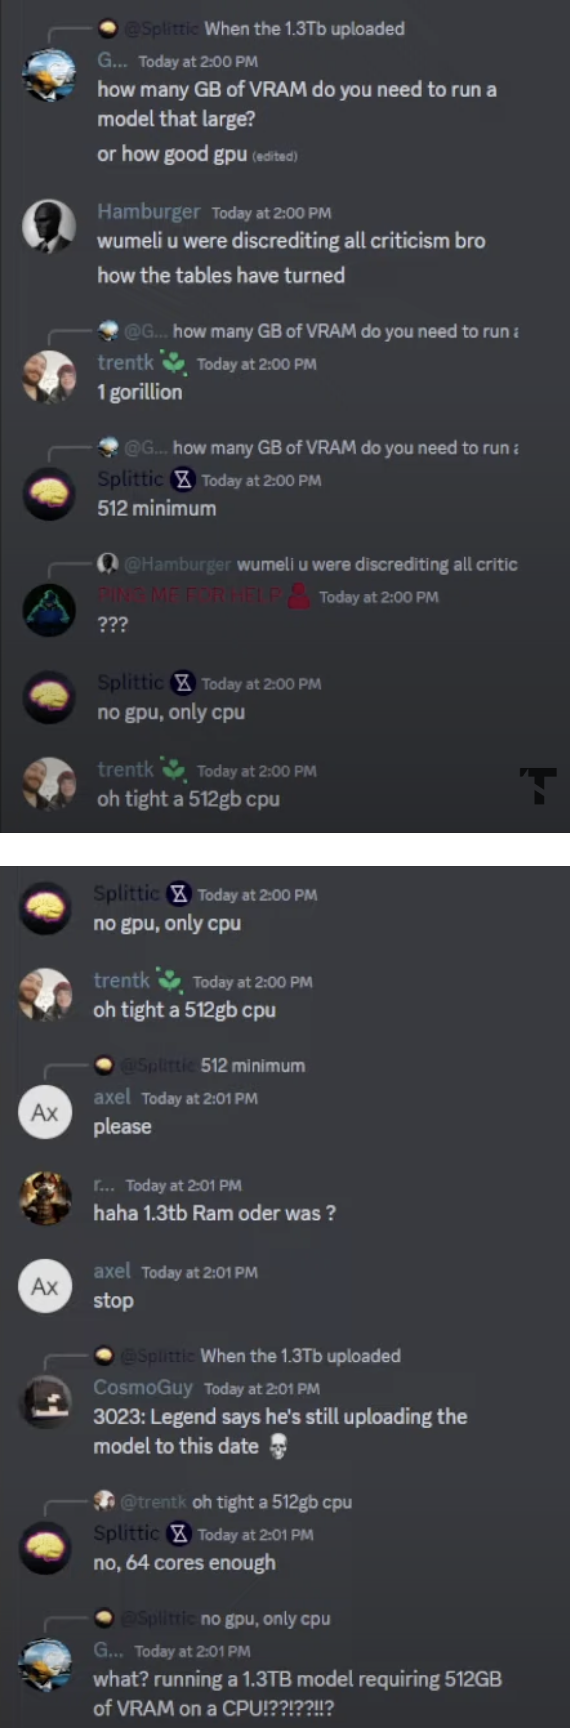 @Splittic When the 1.3Tb uploaded
G... Today at 2:00 PM
how many GB of VRAM do you need to run a
model that large?
or how good gpu (edited)
Hamburger Today at 2:00 PM
wumeli u were discrediting all criticism bro
how the tables have turned
@G... how many GB of VRAM do you need to run a
trentk Today at 2:00 PM
1 gorillion
@G... how many GB of VRAM do you need to run a
Splittic Today at 2:00 PM
512 minimum
@Hamburger wumeli u were discrediting all critic
PING ME FOR HELP Today at 2:00 PM
???
Splittic Today at 2:00 PM
no gpu, only cpu
trentk Today at 2:00 PM
oh tight a 512gb cpu
T
Splittic Today at 2:00 PM
no gpu, only cpu
trentk Today at 2:00 PM
oh tight a 512gb cpu
@Splittic 512 minimum
Ax
axel Today at 2:01 PM
please
r... Today at 2:01 PM
haha 1.3tb Ram oder was ?
Ax
axel Today at 2:01 PM
stop
@Splittic When the 1.3Tb uploaded
CosmoGuy Today at 2:01 PM
3023: Legend says he's still uploading the
model to this date 💀
@trentk oh tight a 512gb cpu
Splittic Today at 2:01 PM
no, 64 cores enough
@Splittic no gpu, only cpu
G... Today at 2:01 PM
what? running a 1.3TB model requiring 512GB
of VRAM on a CPU!??!??!!?